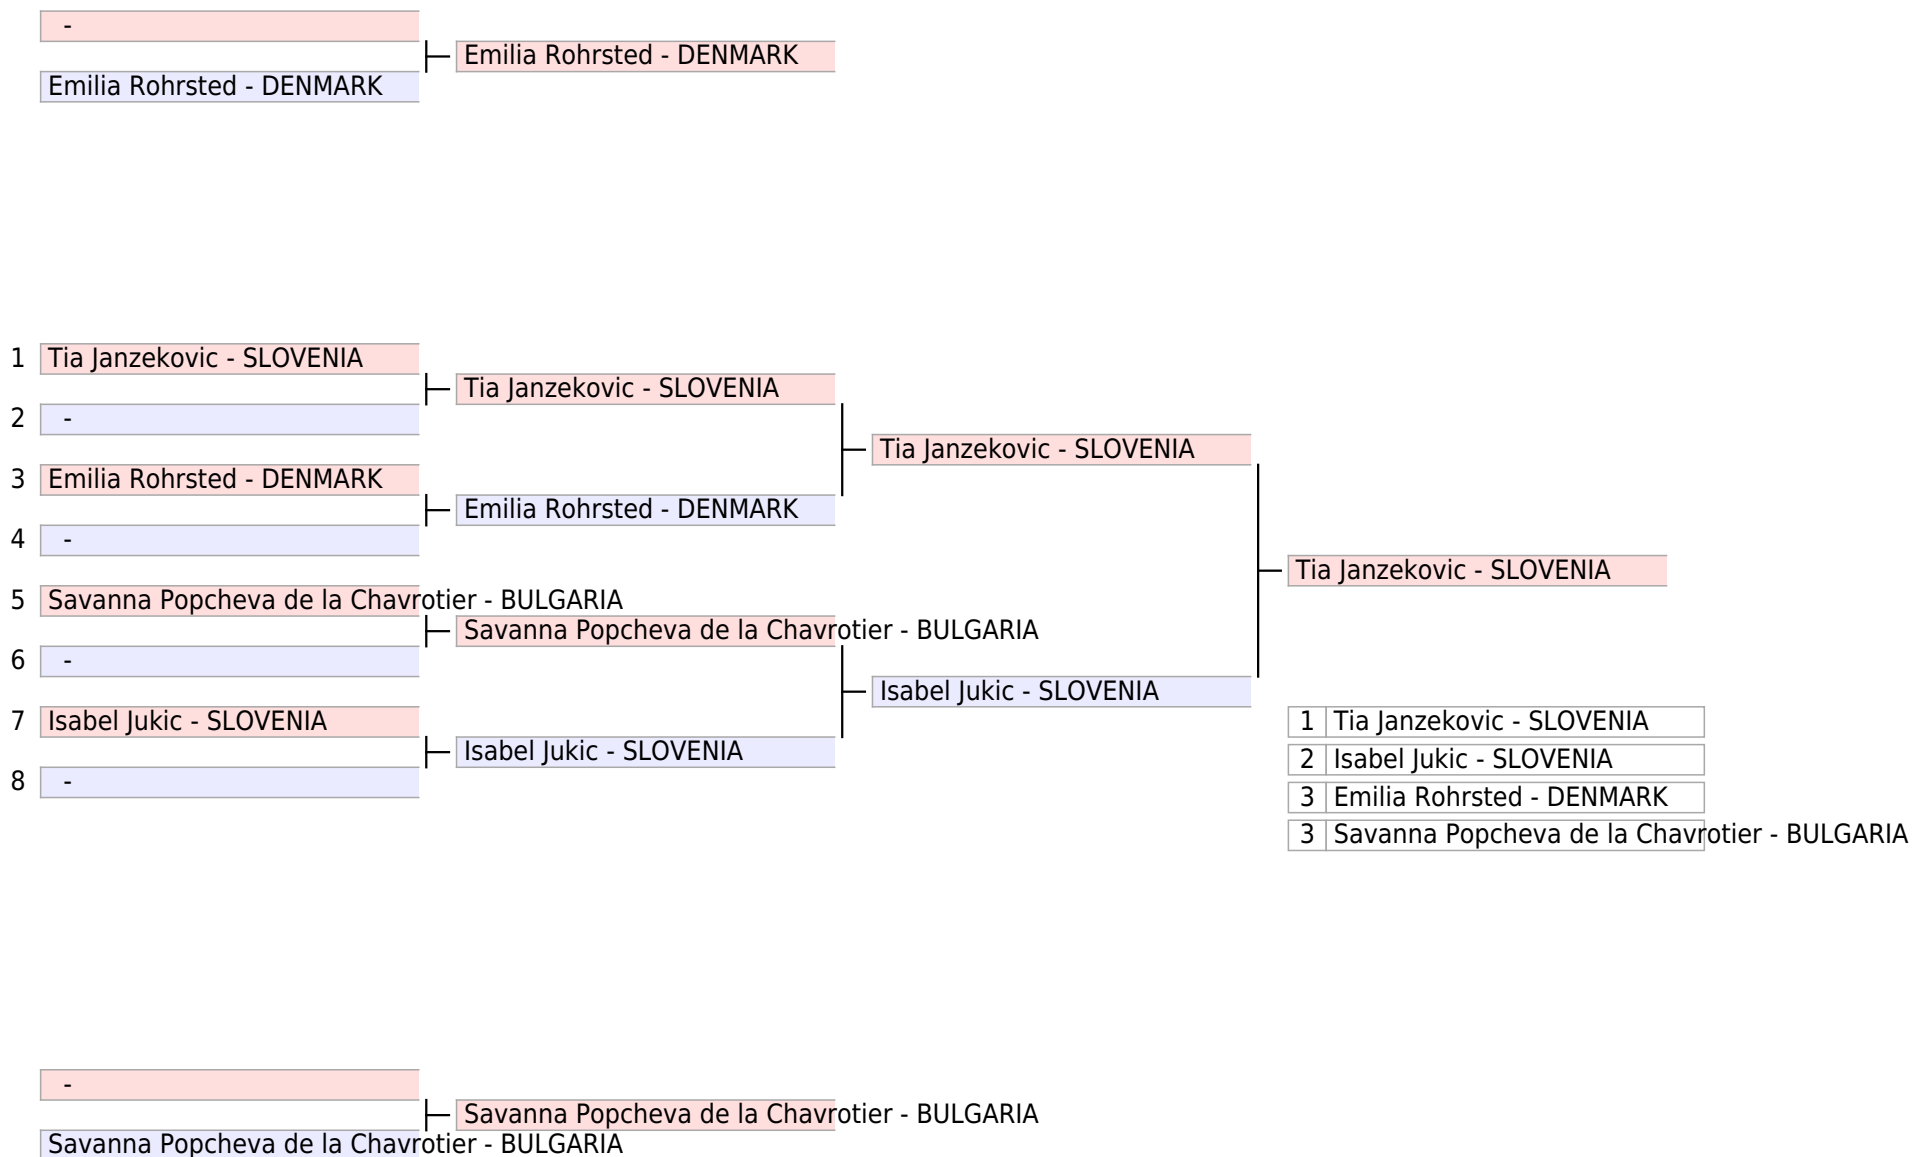 -
Emilia Rohrsted - DENMARK
Emilia Rohrsted - DENMARK
1 Tia Janzekovic - SLOVENIA
Tia Janzekovic - SLOVENIA
2 -
Tia Janzekovic - SLOVENIA
3 Emilia Rohrsted - DENMARK
Emilia Rohrsted - DENMARK
4 -
Tia Janzekovic - SLOVENIA
5 Savanna Popcheva de la Chavrotier - BULGARIA
Savanna Popcheva de la Chavrotier - BULGARIA
6 -
Isabel Jukic - SLOVENIA
7 Isabel Jukic - SLOVENIA
Isabel Jukic - SLOVENIA
8 -
1 Tia Janzekovic - SLOVENIA
2 Isabel Jukic - SLOVENIA
3 Emilia Rohrsted - DENMARK
3 Savanna Popcheva de la Chavrotier - BULGARIA
-
Savanna Popcheva de la Chavrotier - BULGARIA
Savanna Popcheva de la Chavrotier - BULGARIA